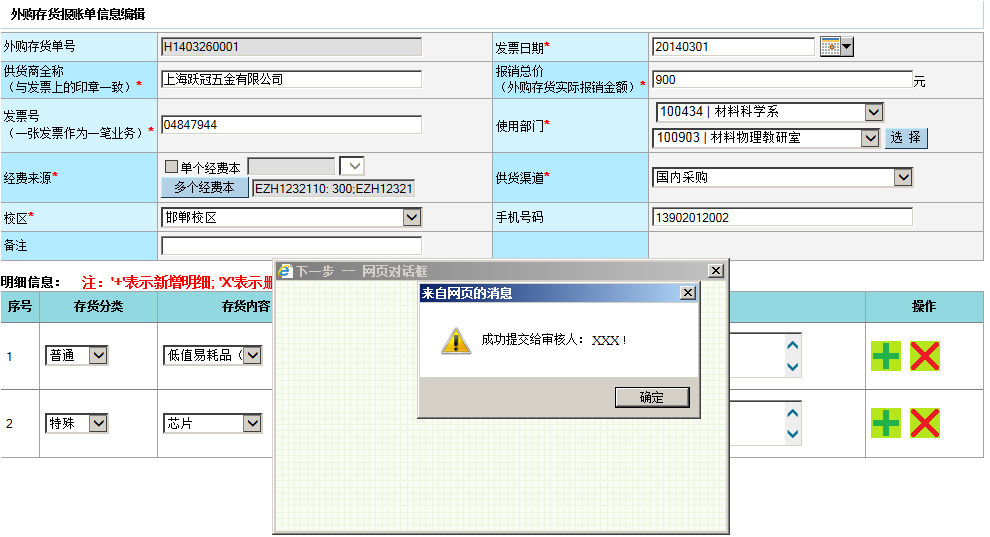 外购存货报账单信息编辑
外购存货单号 H1403260001 发票日期* 20140301
供货商全称
(与发票上的印章一致)* 上海跃冠五金有限公司 报销总价
(外购存货实际报销金额)* 900 元
发票号
(一张发票作为一笔业务)* 04847944 使用部门* 100434 | 材料科学系
100903 | 材料物理教研室 选 择
经费来源* 单个经费本
多个经费本 EZH1232110: 300;EZH12321 供货渠道* 国内采购
校区* 邯郸校区 手机号码 13902012002
备注
下一步 -- 网页对话框
明细信息: 注:'+'表示新增明细; 'X'表示
来自网页的消息
序号 存货分类 存货内容 操作
成功提交给审核人: XXX !
1 普通 低值易耗品(
确定
2 特殊 芯片